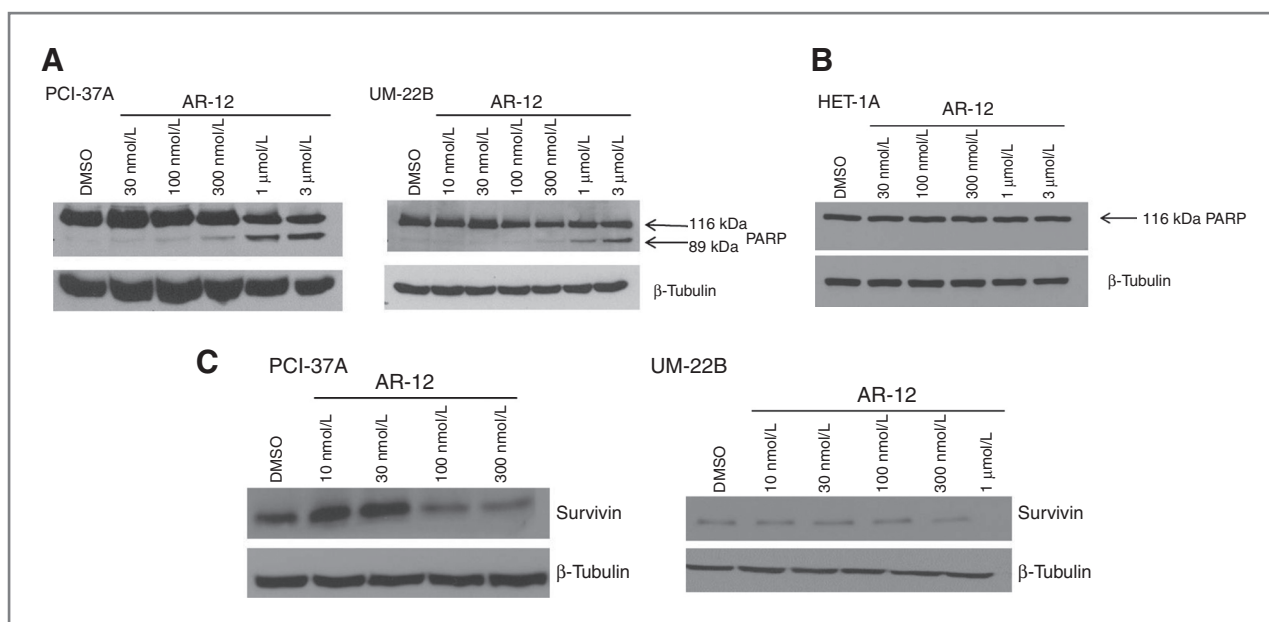 A
PCI-37A
AR-12
DMSO
30 nmol/L
100 nmol/L
300 nmol/L
1 μmol/L
3 μmol/L
UM-22B
AR-12
DMSO
10 nmol/L
30 nmol/L
100 nmol/L
300 nmol/L
1 μmol/L
3 μmol/L
116 kDa
89 kDa
PARP
β-Tubulin
B
HET-1A
AR-12
DMSO
30 nmol/L
100 nmol/L
300 nmol/L
1 μmol/L
3 μmol/L
116 kDa PARP
β-Tubulin
C
PCI-37A
AR-12
DMSO
10 nmol/L
30 nmol/L
100 nmol/L
300 nmol/L
Survivin
β-Tubulin
UM-22B
AR-12
DMSO
10 nmol/L
30 nmol/L
100 nmol/L
300 nmol/L
1 μmol/L
Survivin
β-Tubulin